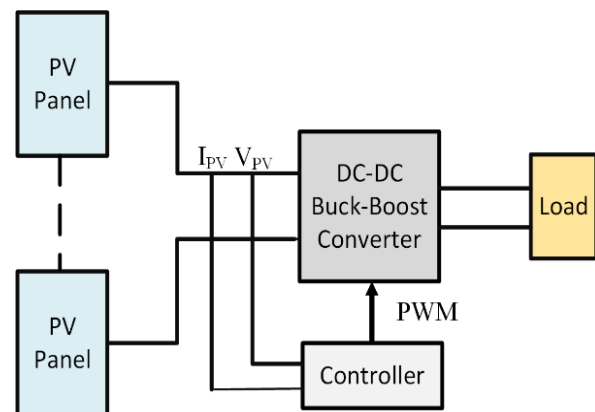 PV
Panel
I_PV V_PV
DC-DC
Buck-Boost
Converter
Load
PV
Panel
PWM
Controller